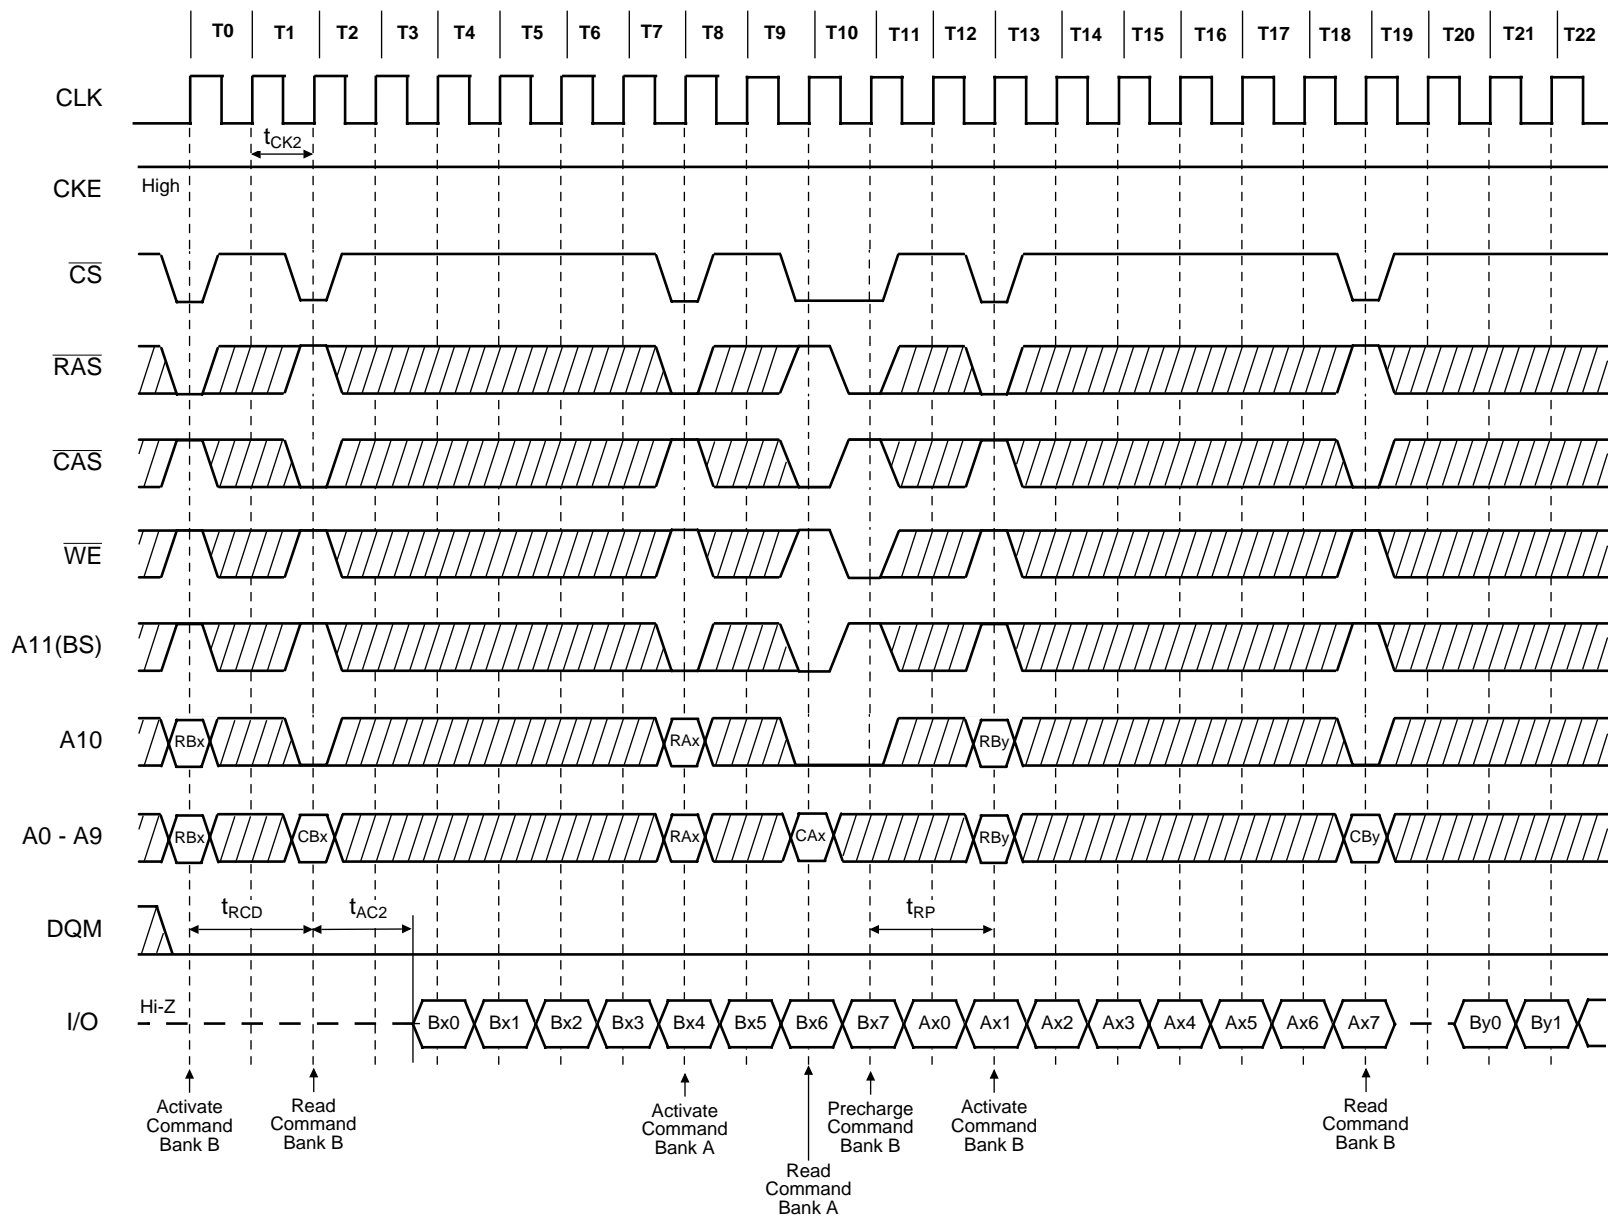 T0 T1 T2 T3 T4 T5 T6 T7 T8 T9 T10 T11 T12 T13 T14 T15 T16 T17 T18 T19 T20 T21 T22
CLK
tCK2
CKE High
CS
RAS
CAS
WE
A11(BS)
A10 RBx RAx RBy
A0 - A9 RBx CBx RAx CAx RBy CBy
DQM tRCD tAC2 tRP
I/O Hi-Z Bx0 Bx1 Bx2 Bx3 Bx4 Bx5 Bx6 Bx7 Ax0 Ax1 Ax2 Ax3 Ax4 Ax5 Ax6 Ax7 By0 By1
Activate
Command
Bank B
Read
Command
Bank B
Activate
Command
Bank A
Read
Command
Bank A
Precharge
Command
Bank B
Activate
Command
Bank B
Read
Command
Bank B